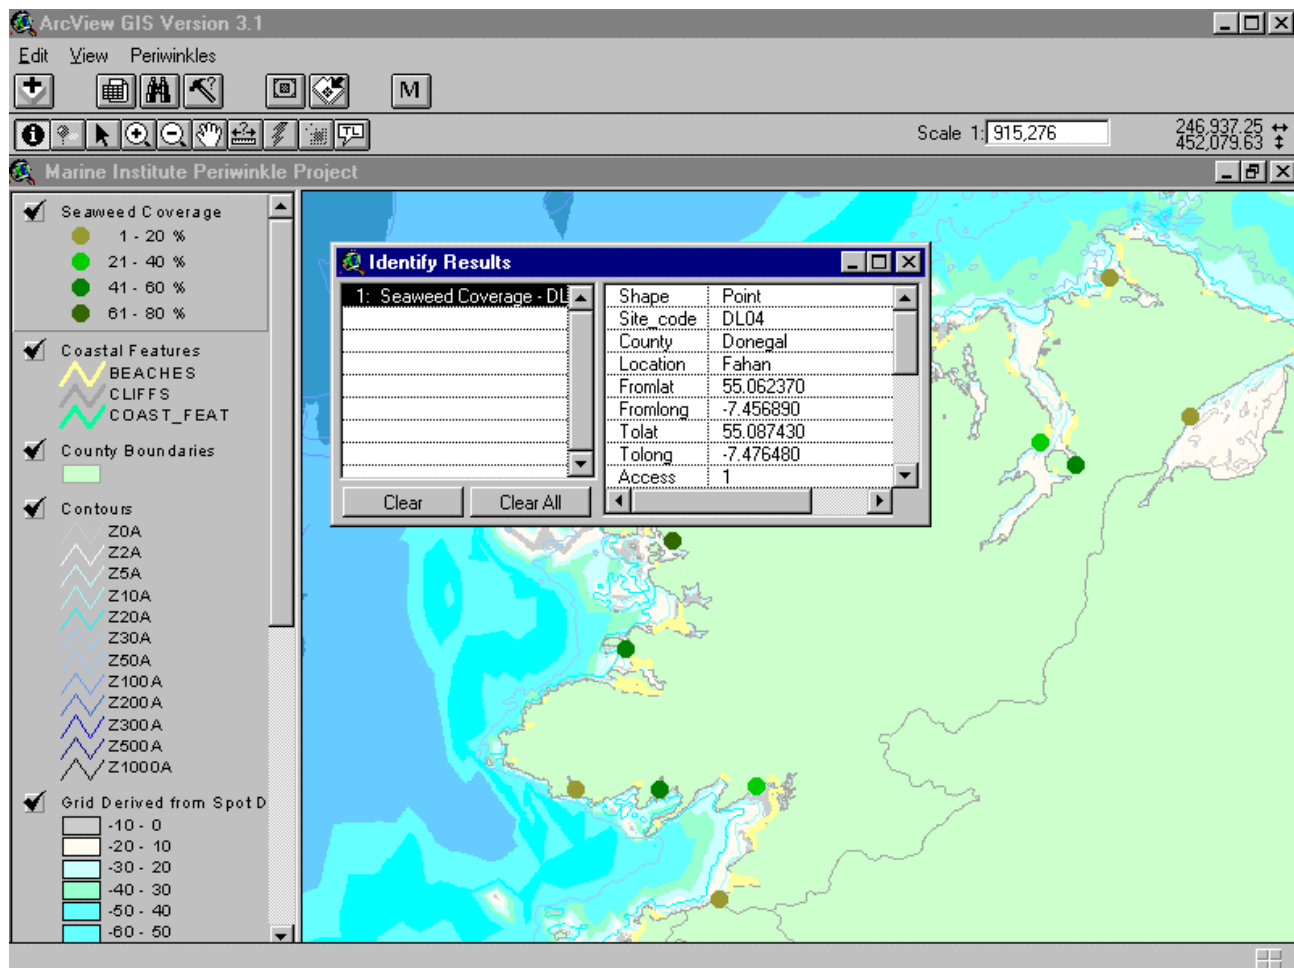 ArcView GIS Version 3.1
Edit View Periwinkles
M
TL
Scale 1: 915,276
246,937.25
452,079.63
Marine Institute Periwinkle Project
Seaweed Coverage
1 - 20 %
21 - 40 %
41 - 60 %
61 - 80 %
Coastal Features
BEACHES
CLIFFS
COAST_FEAT
County Boundaries
Contours
Z0A
Z2A
Z5A
Z10A
Z20A
Z30A
Z50A
Z100A
Z200A
Z300A
Z500A
Z1000A
Grid Derived from Spot D
-10 - 0
-20 - 10
-30 - 20
-40 - 30
-50 - 40
-60 - 50
Identify Results
1: Seaweed Coverage - DL
Clear Clear All
Shape Point
Site_code DL04
County Donegal
Location Fahan
Fromlat 55.062370
Fromlong -7.456890
Tolat 55.087430
Tolong -7.476480
Access 1